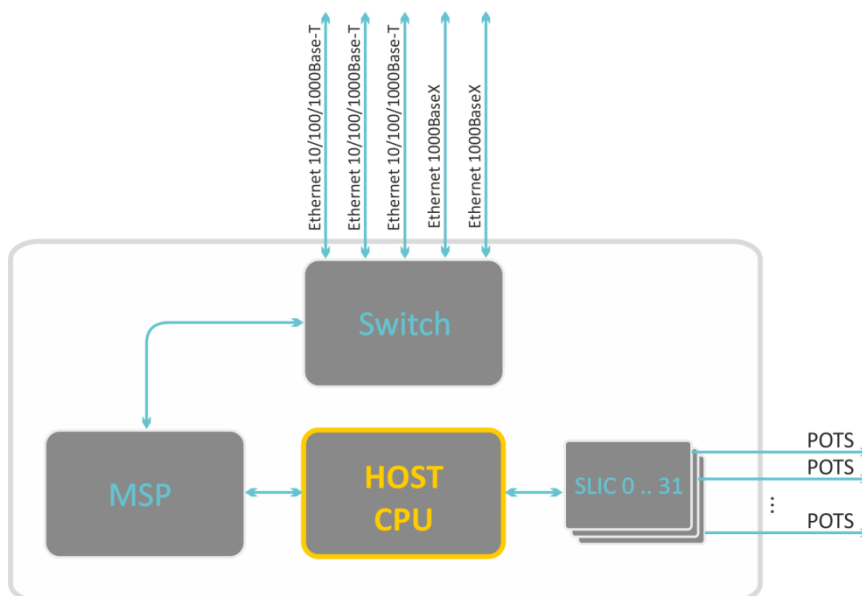 Ethernet 10/100/1000Base-T
Ethernet 10/100/1000Base-T
Ethernet 10/100/1000Base-T
Ethernet 1000BaseX
Ethernet 1000BaseX
Switch
MSP
HOST
CPU
SLIC 0 .. 31
POTS
POTS
...
POTS